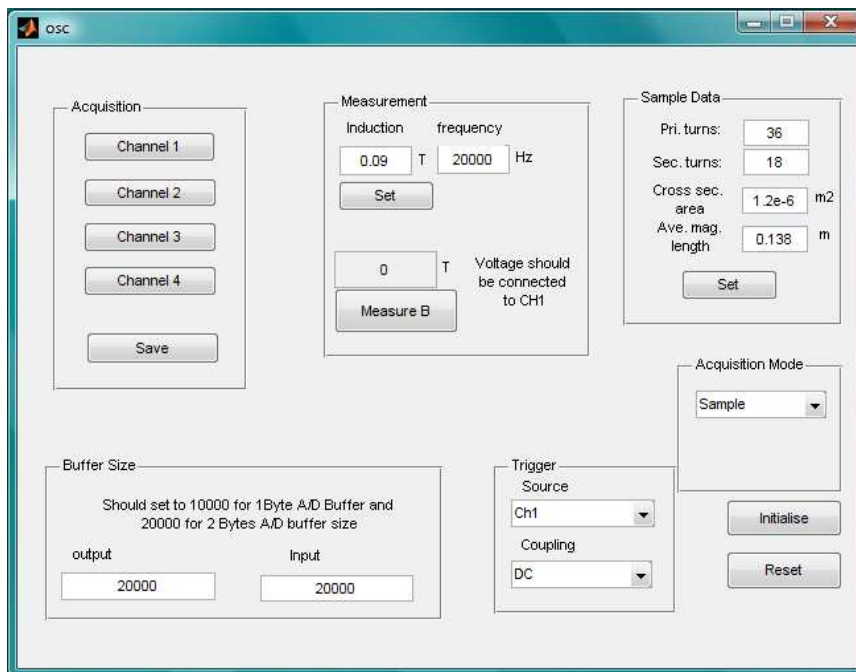 osc
Acquisition
Channel 1
Channel 2
Channel 3
Channel 4
Save
Measurement
Induction frequency
0.09 T 20000 Hz
Set
0 T
Voltage should
be connected
to CH1
Measure B
Sample Data
Pri. turns: 36
Sec. turns: 18
Cross sec.
area 1.2e-6 m2
Ave. mag.
length 0.138 m
Set
Acquisition Mode
Sample
Buffer Size
Should set to 10000 for 1Byte A/D Buffer and
20000 for 2 Bytes A/D buffer size
output Input
20000 20000
Trigger
Source
Ch1
Coupling
DC
Initialise
Reset